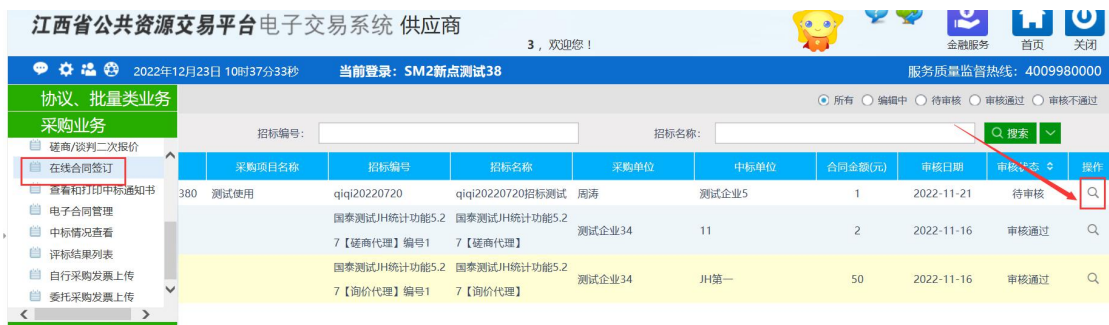 江西省公共资源交易平台电子交易系统 供应商
3，欢迎您！
金融服务 首页 关闭
2022年12月23日 10时37分33秒 当前登录：SM2新点测试38 服务质量监督热线：4009980000
协议、批量类业务
所有 编辑中 待审核 审核通过 审核不通过
采购业务
招标编号： 招标名称： 搜索
磋商/谈判二次报价
在线合同签订
采购项目名称 招标编号 招标名称 采购单位 中标单位 合同金额(元) 审核日期 审核状态 操作
查看和打印中标通知书
380 测试使用 qiqi20220720 qiqi20220720招标测试 周涛 测试企业5 1 2022-11-21 待审核
电子合同管理
中标情况查看
国泰测试JH统计功能5.2 国泰测试JH统计功能5.2
7【磋商代理】编号1 7【磋商代理】
测试企业34 11 2 2022-11-16 审核通过
评标结果列表
自行采购发票上传
委托采购发票上传
国泰测试JH统计功能5.2 国泰测试JH统计功能5.2
7【询价代理】编号1 7【询价代理】
测试企业34 JH第一 50 2022-11-16 审核通过